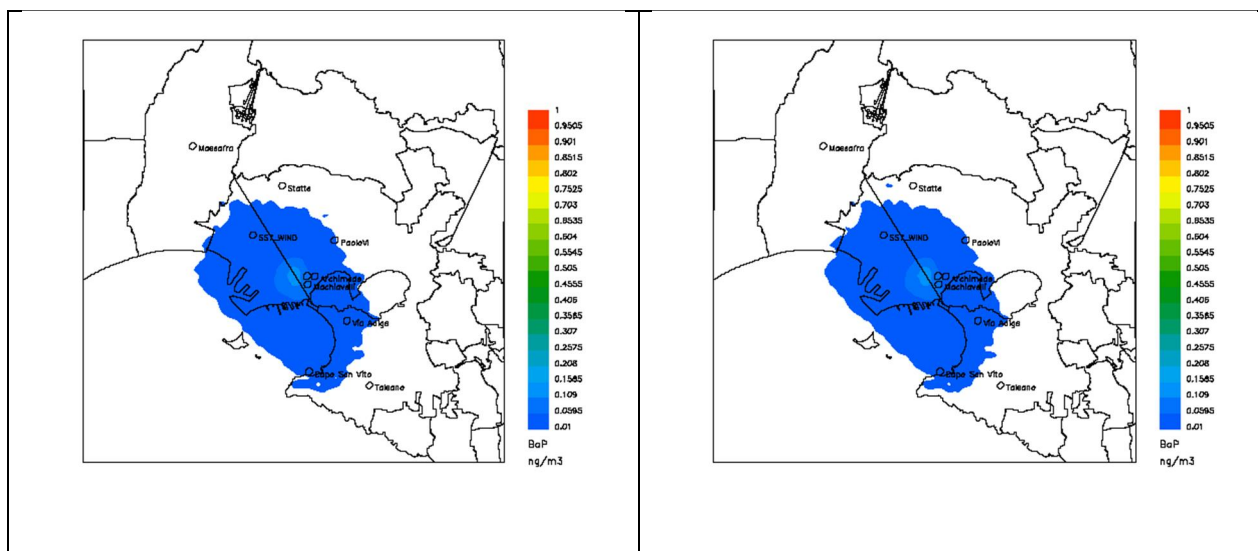 Massafra
Statte
SST_WIND
PaoloVI
Archimede
Machiavelli
Via Adige
Capo San Vito
Talsano
1
0.9505
0.901
0.8515
0.802
0.7525
0.703
0.6535
0.604
0.5545
0.505
0.4555
0.406
0.3565
0.307
0.2575
0.208
0.1585
0.109
0.0595
0.01
BaP
ng/m3
Massafra
Statte
SST_WIND
PaoloVI
Archimede
Machiavelli
Via Adige
Capo San Vito
Talsano
1
0.9505
0.901
0.8515
0.802
0.7525
0.703
0.6535
0.604
0.5545
0.505
0.4555
0.406
0.3565
0.307
0.2575
0.208
0.1585
0.109
0.0595
0.01
BaP
ng/m3